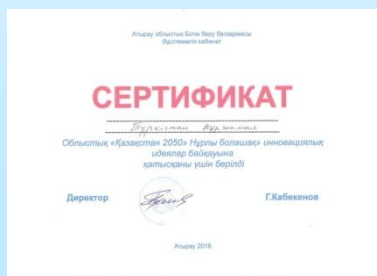 Атырау облыстық Білім беру басқармасы
Әдістемелік кабинет
СЕРТИФИКАТ
Облыстық «Қазақстан 2050» Нұрлы болашақ» инновациялық
идеялар байқауына
қатысқаны үшін берілді
Директор Г.Кабекенов
Атырау 2016